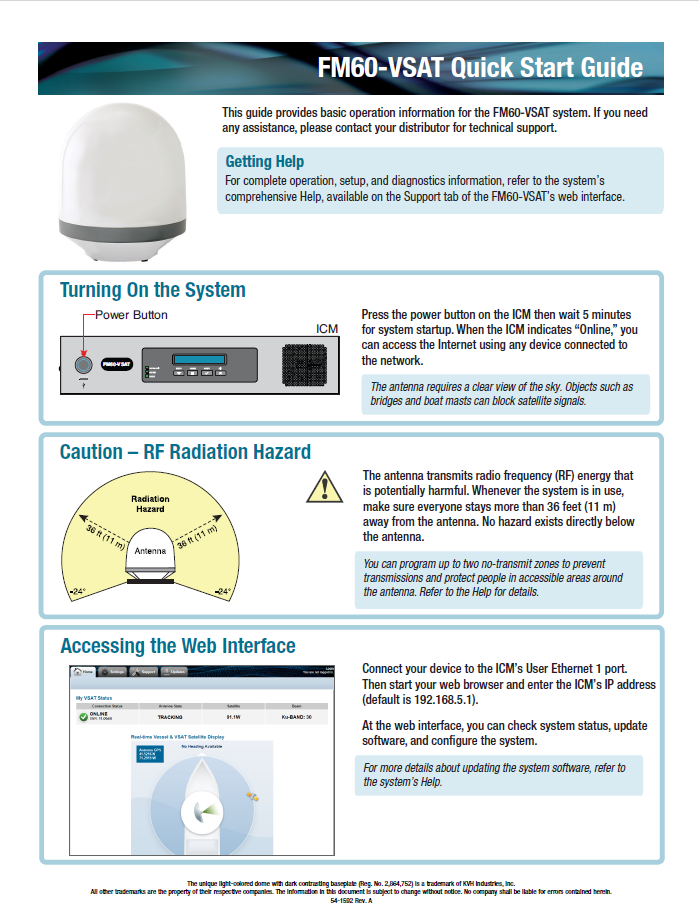 FM60-VSAT Quick Start Guide
This guide provides basic operation information for the FM60-VSAT system. If you need
any assistance, please contact your distributor for technical support.
Getting Help
For complete operation, setup, and diagnostics information, refer to the system's
comprehensive Help, available on the Support tab of the FM60-VSAT's web interface.
Turning On the System
Power Button
ICM
FM60-VSAT
Press the power button on the ICM then wait 5 minutes
for system startup. When the ICM indicates “Online,” you
can access the Internet using any device connected to
the network.
The antenna requires a clear view of the sky. Objects such as
bridges and boat masts can block satellite signals.
Caution – RF Radiation Hazard
Radiation
Hazard
36 ft (11 m)
36 ft (11 m)
Antenna
-24°
-24°
The antenna transmits radio frequency (RF) energy that
is potentially harmful. Whenever the system is in use,
make sure everyone stays more than 36 feet (11 m)
away from the antenna. No hazard exists directly below
the antenna.
You can program up to two no-transmit zones to prevent
transmissions and protect people in accessible areas around
the antenna. Refer to the Help for details.
Accessing the Web Interface
Home Settings Support Updates
My VSAT Status
Connection Status Antenna State Satellite Beam
ONLINE TRACKING 91.1W Ku-BAND: 30
Real-time Vessel & VSAT Satellite Display
Antenna GPS
No Heading Available
Connect your device to the ICM's User Ethernet 1 port.
Then start your web browser and enter the ICM's IP address
(default is 192.168.5.1).
At the web interface, you can check system status, update
software, and configure the system.
For more details about updating the system software, refer to
the system's Help.
The unique light-colored dome with dark contrasting baseplate (Reg. No. 2,864,752) is a trademark of KVH Industries, Inc.
All other trademarks are the property of their respective companies. The information in this document is subject to change without notice. No company shall be liable for errors contained herein.
54-1592 Rev. A